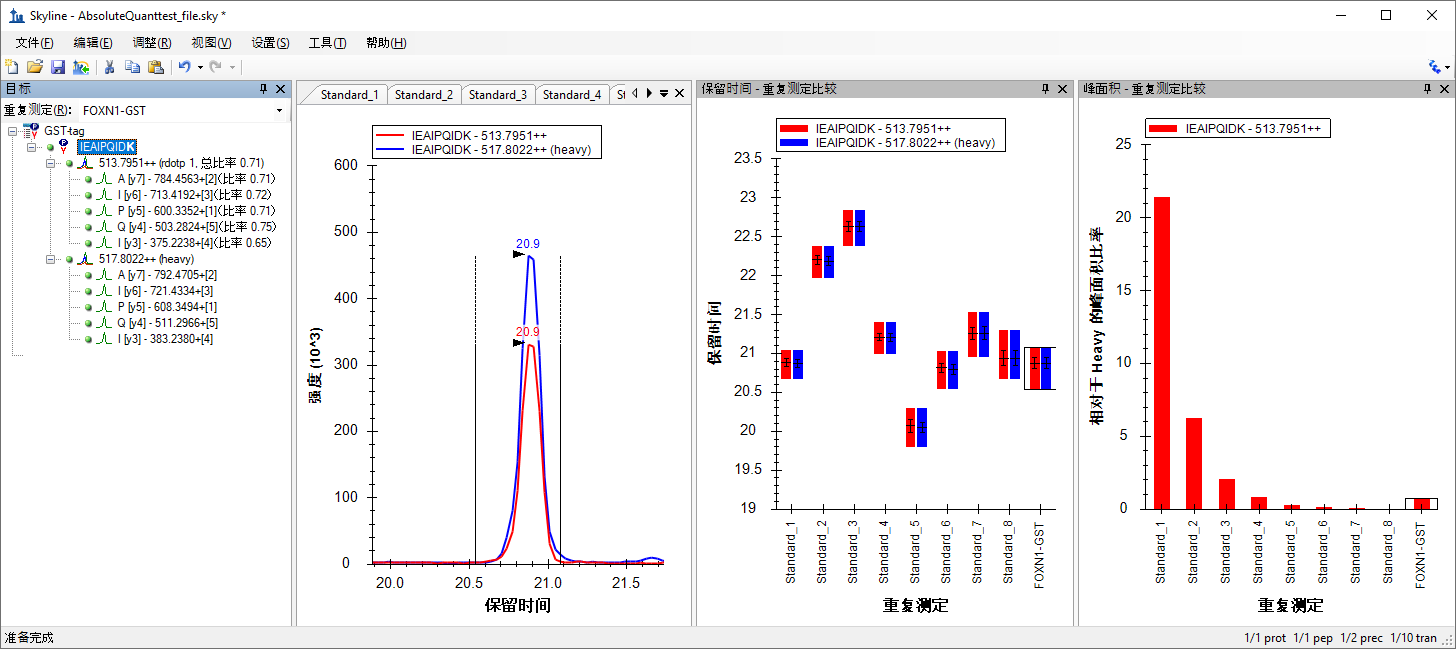 Skyline - AbsoluteQuanttest_file.sky *
文件(F) 编辑(E) 调整(R) 视图(V) 设置(S) 工具(T) 帮助(H)
目标
重复测定(R): FOXN1-GST
GST-tag
IEAIPQIDK
513.7951++ (rdotp 1, 总比率 0.71)
A [y7] - 784.4563+[2](比率 0.71)
I [y6] - 713.4192+[3](比率 0.72)
P [y5] - 600.3352+[1](比率 0.71)
Q [y4] - 503.2824+[5](比率 0.75)
I [y3] - 375.2238+[4](比率 0.65)
517.8022++ (heavy)
A [y7] - 792.4705+[2]
I [y6] - 721.4334+[3]
P [y5] - 608.3494+[1]
Q [y4] - 511.2966+[5]
I [y3] - 383.2380+[4]
Standard_1 Standard_2 Standard_3 Standard_4 St
IEAIPQIDK - 513.7951++
IEAIPQIDK - 517.8022++ (heavy)
600
500
400
300
200
100
0
强度 (10^3)
20.9
20.9
20.0 20.5 21.0 21.5
保留时间
保留时间 - 重复测定比较
IEAIPQIDK - 513.7951++
IEAIPQIDK - 517.8022++ (heavy)
23.5
23
22.5
22
21.5
21
20.5
20
19.5
19
保留时间
Standard_1 Standard_2 Standard_3 Standard_4 Standard_5 Standard_6 Standard_7 Standard_8 FOXN1-GST
重复测定
峰面积 - 重复测定比较
IEAIPQIDK - 513.7951++
25
20
15
10
5
0
相对于 Heavy 的峰面积比率
Standard_1 Standard_2 Standard_3 Standard_4 Standard_5 Standard_6 Standard_7 Standard_8 FOXN1-GST
重复测定
准备完成
1/1 prot 1/1 pep 1/2 prec 1/10 tran